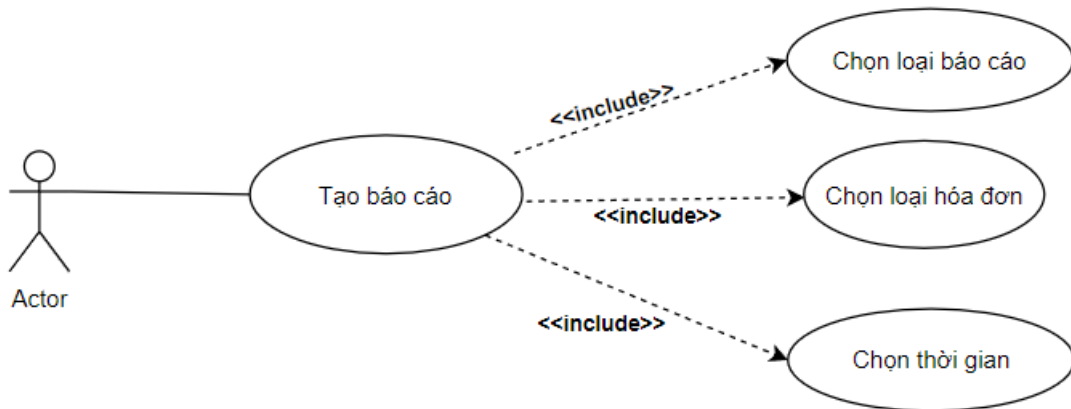 Chọn loại báo cáo
<<include>>
Tạo báo cáo
Chọn loại hóa đơn
<<include>>
Actor
<<include>>
Chọn thời gian